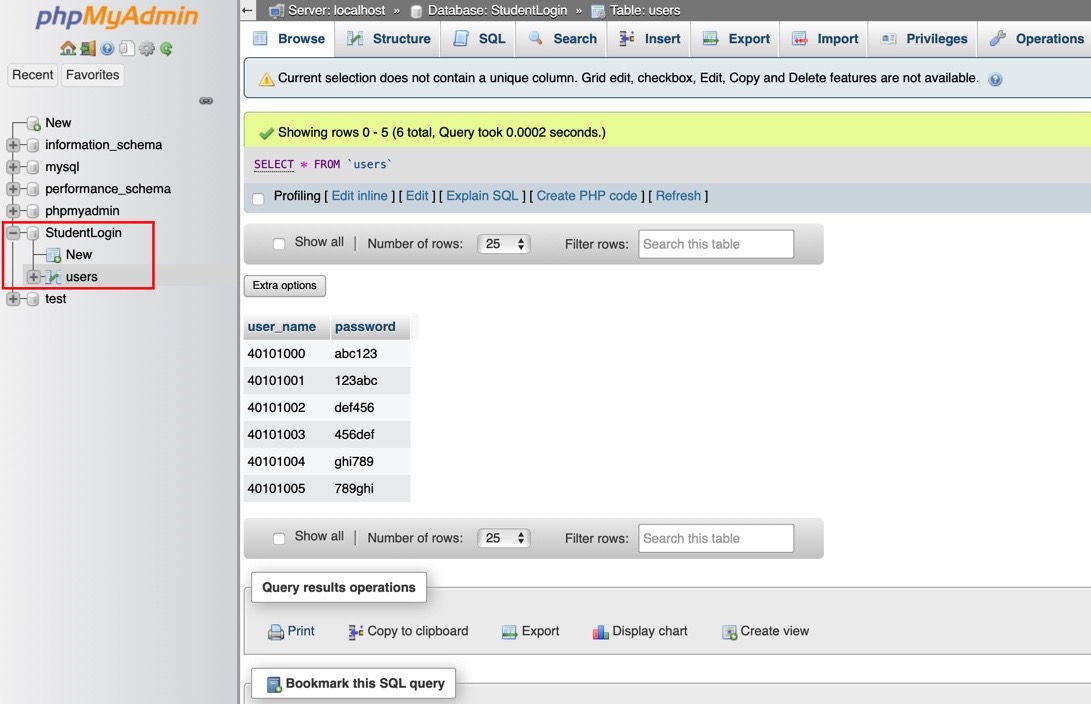 phpMyAdmin
Recent Favorites
New
information_schema
mysql
performance_schema
phpmyadmin
StudentLogin
New
users
test
Server: localhost » Database: StudentLogin » Table: users
Browse Structure SQL Search Insert Export Import Privileges Operations
Current selection does not contain a unique column. Grid edit, checkbox, Edit, Copy and Delete features are not available.
Showing rows 0 - 5 (6 total, Query took 0.0002 seconds.)
SELECT * FROM `users`
Profiling [ Edit inline ] [ Edit ] [ Explain SQL ] [ Create PHP code ] [ Refresh ]
Show all | Number of rows: 25 Filter rows: Search this table
Extra options
user_name password
40101000 abc123
40101001 123abc
40101002 def456
40101003 456def
40101004 ghi789
40101005 789ghi
Show all | Number of rows: 25 Filter rows: Search this table
Query results operations
Print Copy to clipboard Export Display chart Create view
Bookmark this SQL query